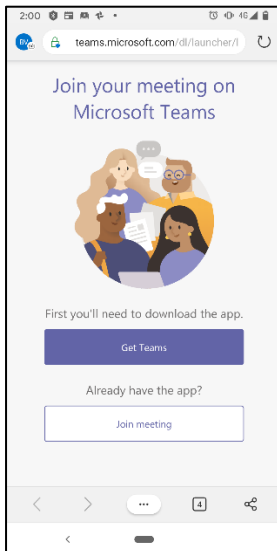 2:00
4G
BV
teams.microsoft.com/dl/launcher/l
Join your meeting on
Microsoft Teams
First you'll need to download the app.
Get Teams
Already have the app?
Join meeting
4